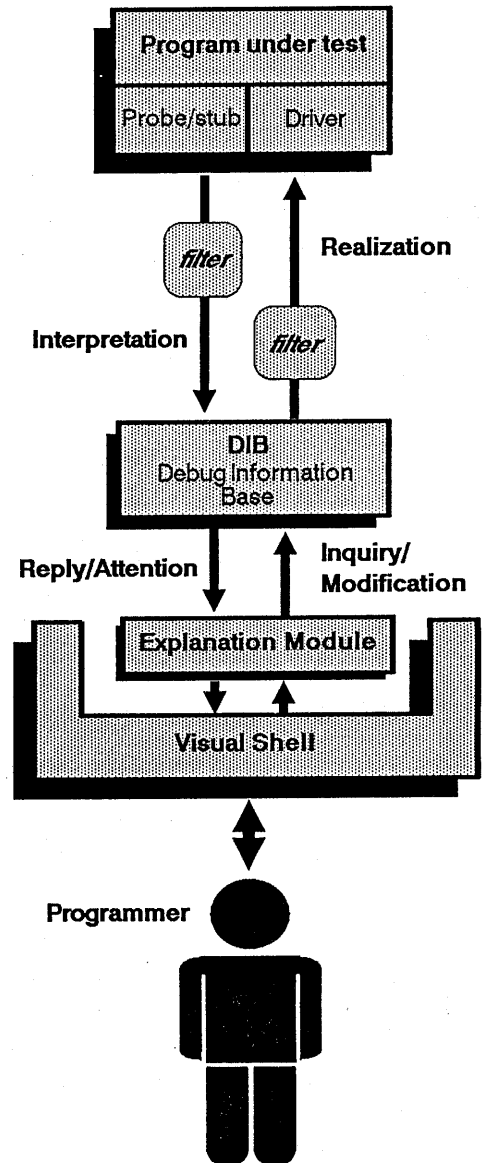 Program under test
Probe/stub
Driver
filter
Realization
Interpretation
filter
DIB
Debug Information
Base
Reply/Attention
Inquiry/
Modification
Explanation Module
Visual Shell
Programmer